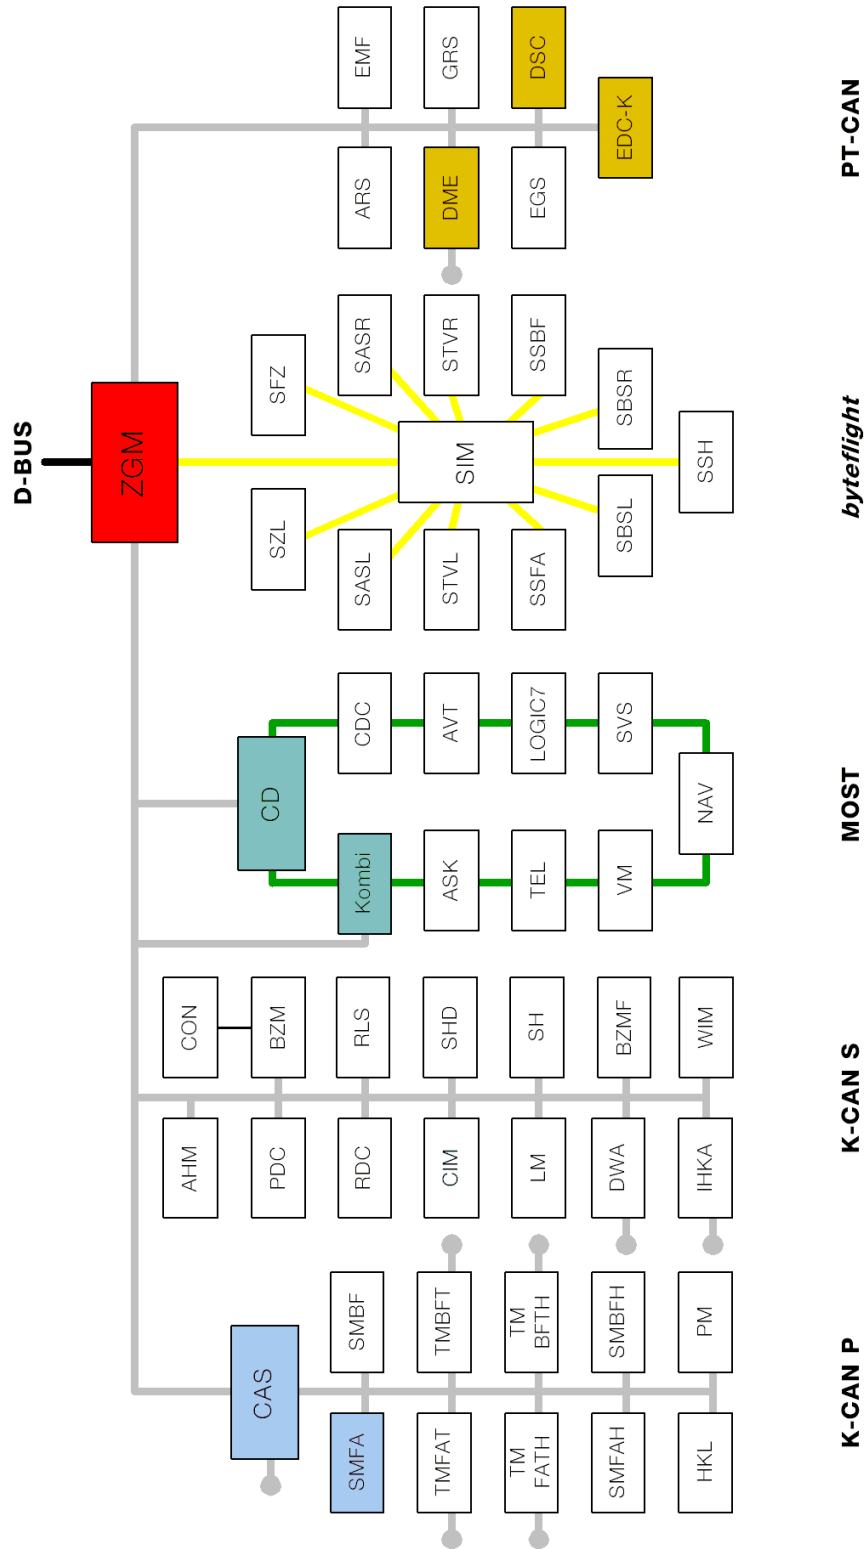 D-BUS
ZGM
CAS
SMFA
SMBF
TMFAT
TMBFT
TM
FATH
TM
BFTH
SMFAH
SMBFH
HKL
PM
K-CAN P
AHM
CON
PDC
BZM
RDC
RLS
CIM
SHD
LM
SH
DWA
BZMF
IHKA
WIM
K-CAN S
CD
Kombi
CDC
ASK
AVT
TEL
LOGIC7
VM
SVS
NAV
MOST
SZL
SFZ
SASL
SASR
STVL
SIM
STVR
SSFA
SSBF
SBSL
SBSR
SSH
byteflight
ARS
EMF
DME
GRS
EGS
DSC
EDC-K
PT-CAN